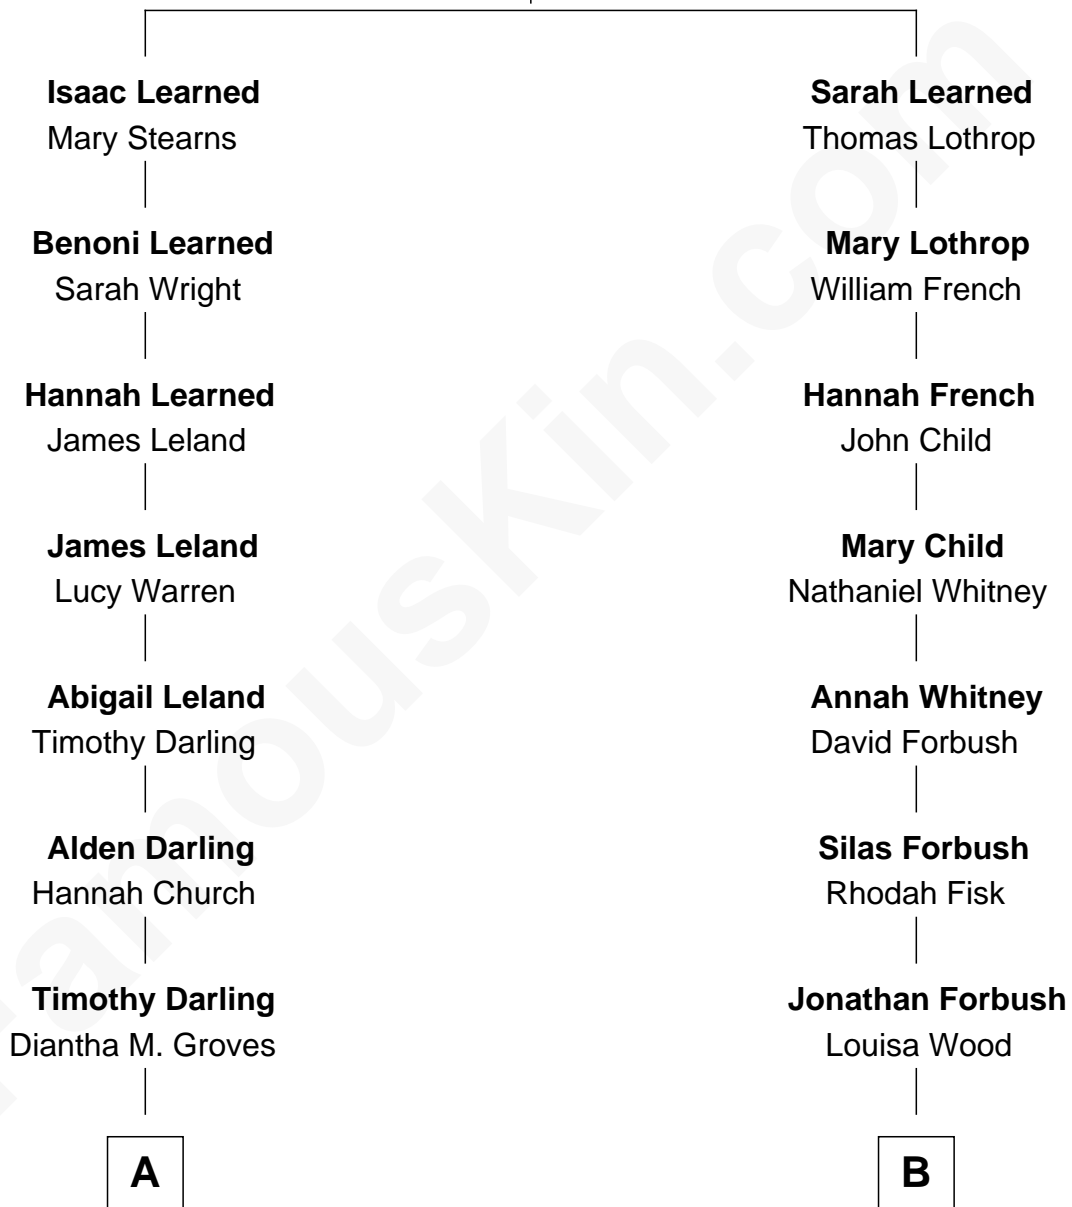 Isaac Learned
Mary Stearns
Benoni Learned
Sarah Wright
Hannah Learned
James Leland
James Leland
Lucy Warren
Abigail Leland
Timothy Darling
Alden Darling
Hannah Church
Timothy Darling
Diantha M. Groves
A
Sarah Learned
Thomas Lothrop
Mary Lothrop
William French
Hannah French
John Child
Mary Child
Nathaniel Whitney
Annah Whitney
David Forbush
Silas Forbush
Rhodah Fisk
Jonathan Forbush
Louisa Wood
B
FamousKin.com